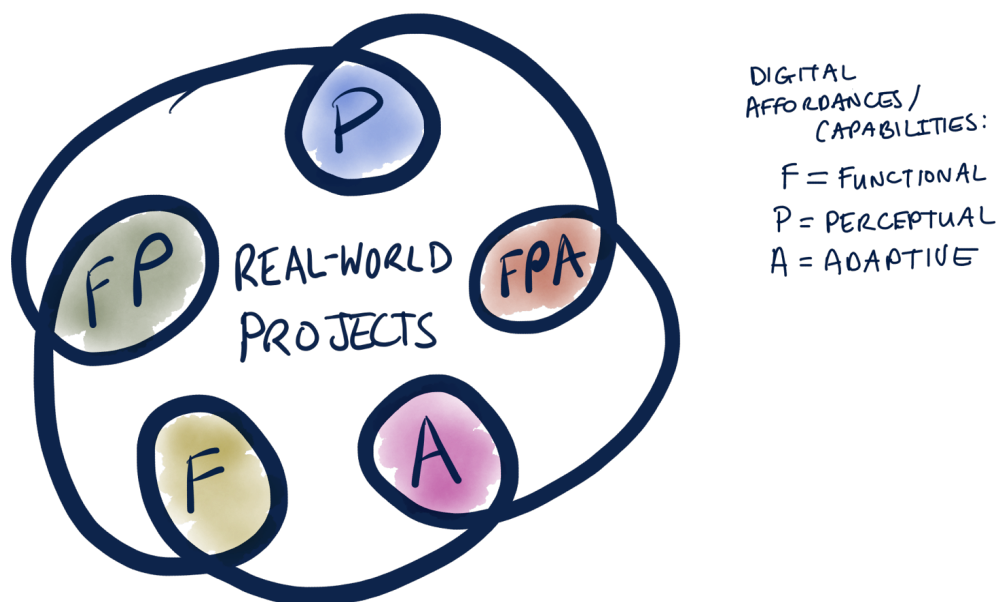 P
FP
REAL-WORLD
PROJECTS
FPA
F
A
DIGITAL
AFFORDANCES/
CAPABILITIES:
F = FUNCTIONAL
P = PERCEPTUAL
A = ADAPTIVE